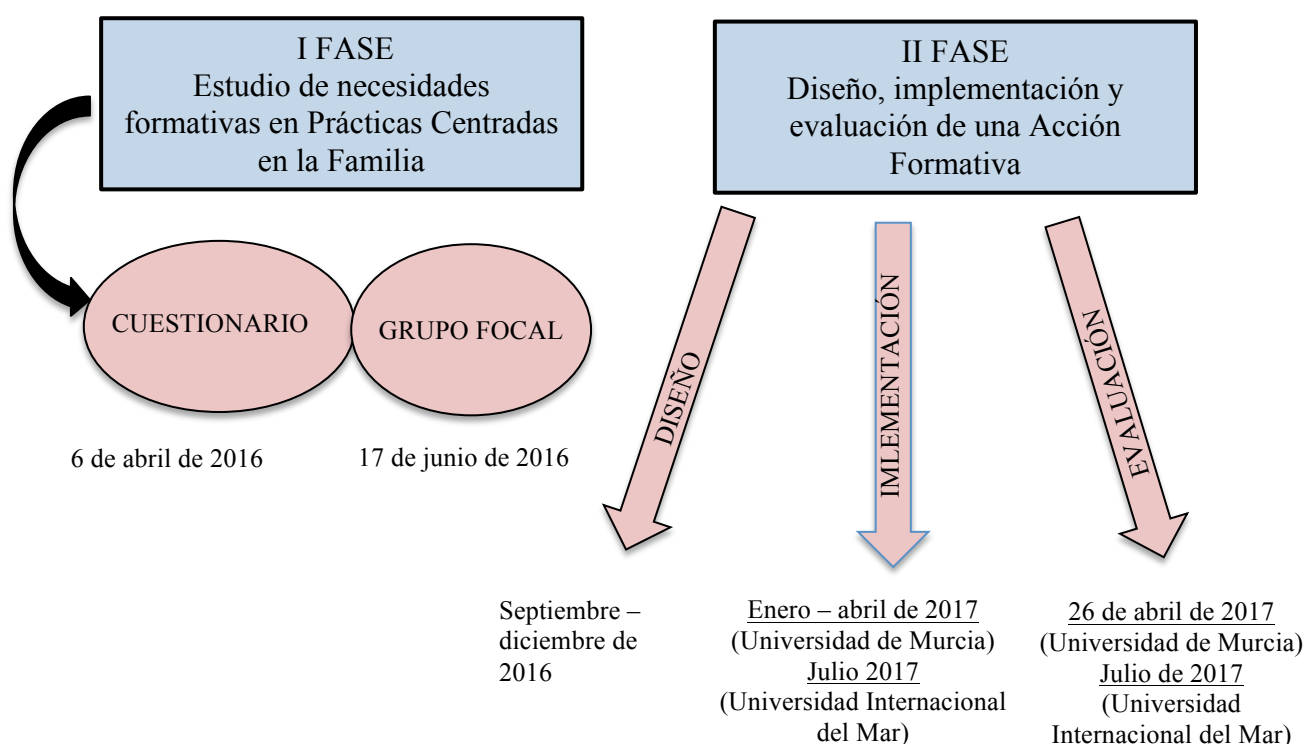 I FASE
Estudio de necesidades
formativas en Prácticas Centradas
en la Familia
II FASE
Diseño, implementación y
evaluación de una Acción
Formativa
CUESTIONARIO
GRUPO FOCAL
6 de abril de 2016
17 de junio de 2016
DISEÑO
IMLEMENTACIÓN
EVALUACIÓN
Septiembre –
diciembre de
2016
Enero – abril de 2017
(Universidad de Murcia)
Julio 2017
(Universidad Internacional
del Mar)
26 de abril de 2017
(Universidad de Murcia)
Julio de 2017
(Universidad
Internacional del Mar)